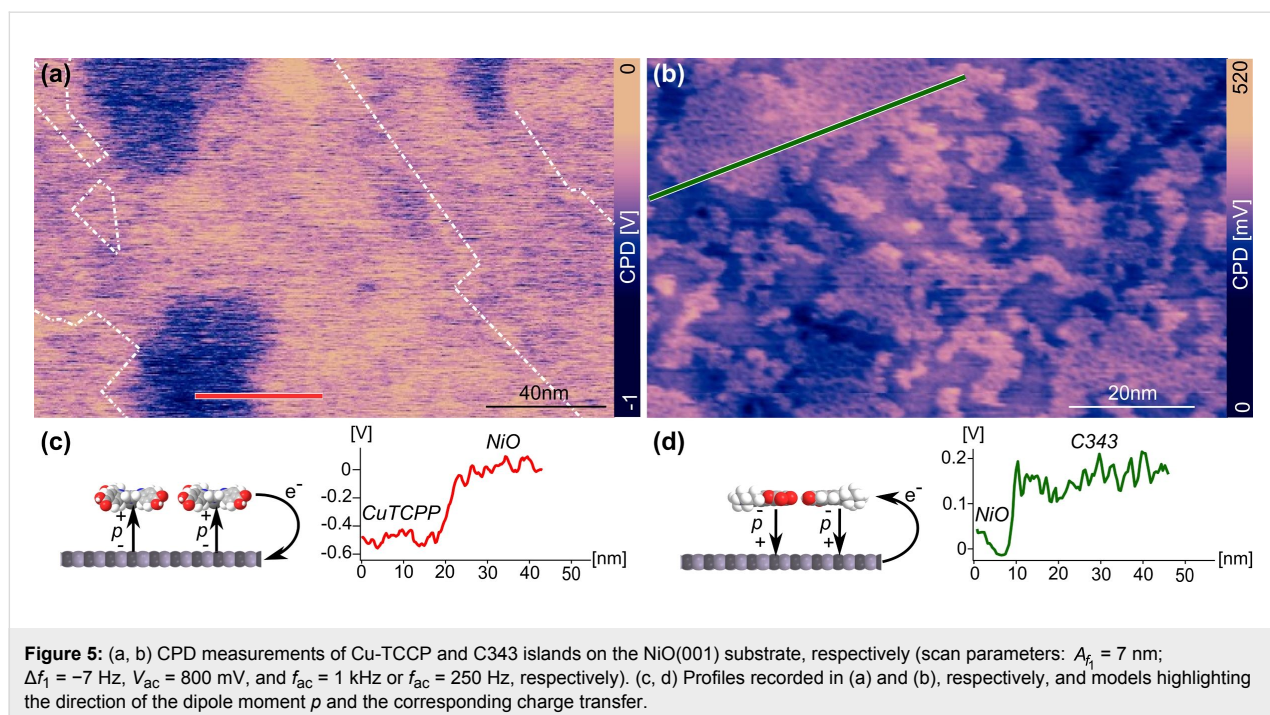 (a)
0
CPD [V]
-1
40nm
(b)
520
CPD [mV]
0
20nm
(c)
+ +
p p
- -
e-
[V]
NiO
0
-0.2
-0.4
CuTCPP
-0.6
[nm]
0 10 20 30 40 50
(d)
- -
p p
+ +
e-
[V]
C343
0.2
0.1
NiO
0
[nm]
0 10 20 30 40 50
Figure 5: (a, b) CPD measurements of Cu-TCCP and C343 islands on the NiO(001) substrate, respectively (scan parameters: Af1 = 7 nm;
Δf1 = −7 Hz, Vac = 800 mV, and fac = 1 kHz or fac = 250 Hz, respectively). (c, d) Profiles recorded in (a) and (b), respectively, and models highlighting
the direction of the dipole moment p and the corresponding charge transfer.